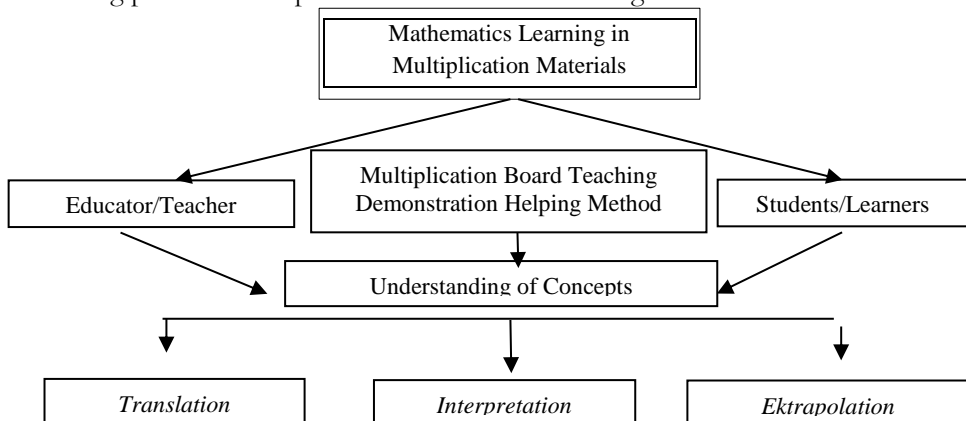 Mathematics Learning in
Multiplication Materials
Multiplication Board Teaching
Demonstration Helping Method
Educator/Teacher
Students/Learners
Understanding of Concepts
Translation
Interpretation
Ektrapolation